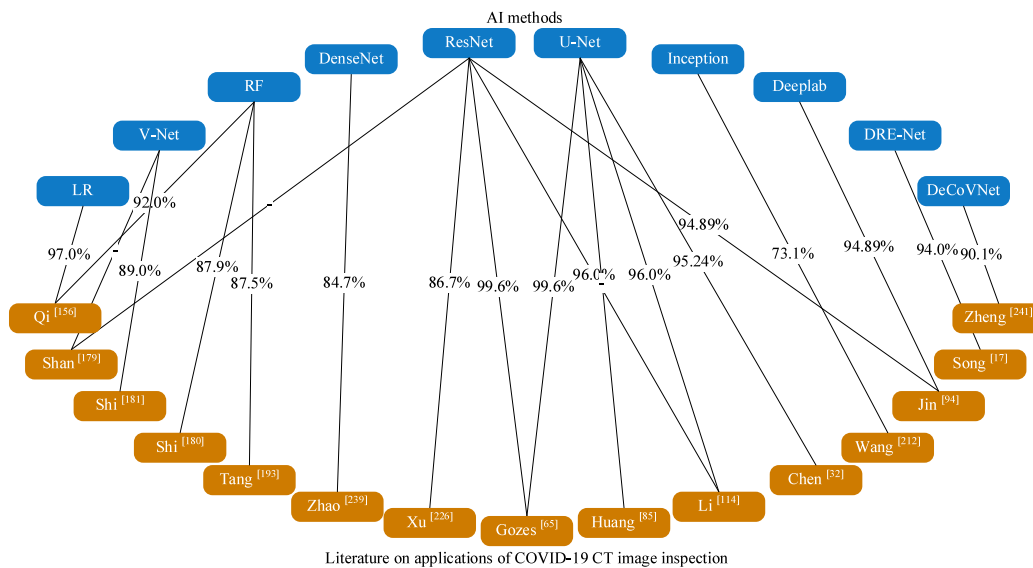 AI methods
ResNet
U-Net
DenseNet
Inception
RF
Deeplab
V-Net
DRE-Net
LR
DeCoVNet
92.0%
-
94.89%
97.0%
-
89.0%
87.9%
87.5%
84.7%
86.7%
99.6%
99.6%
96.0%
-
96.0%
95.24%
73.1%
94.89%
94.0%
90.1%
Qi [156]
Zheng [241]
Shan [179]
Song [17]
Shi [181]
Jin [94]
Shi [180]
Wang [212]
Tang [193]
Chen [32]
Zhao [239]
Li [114]
Xu [226]
Gozes [65]
Huang [85]
Literature on applications of COVID-19 CT image inspection